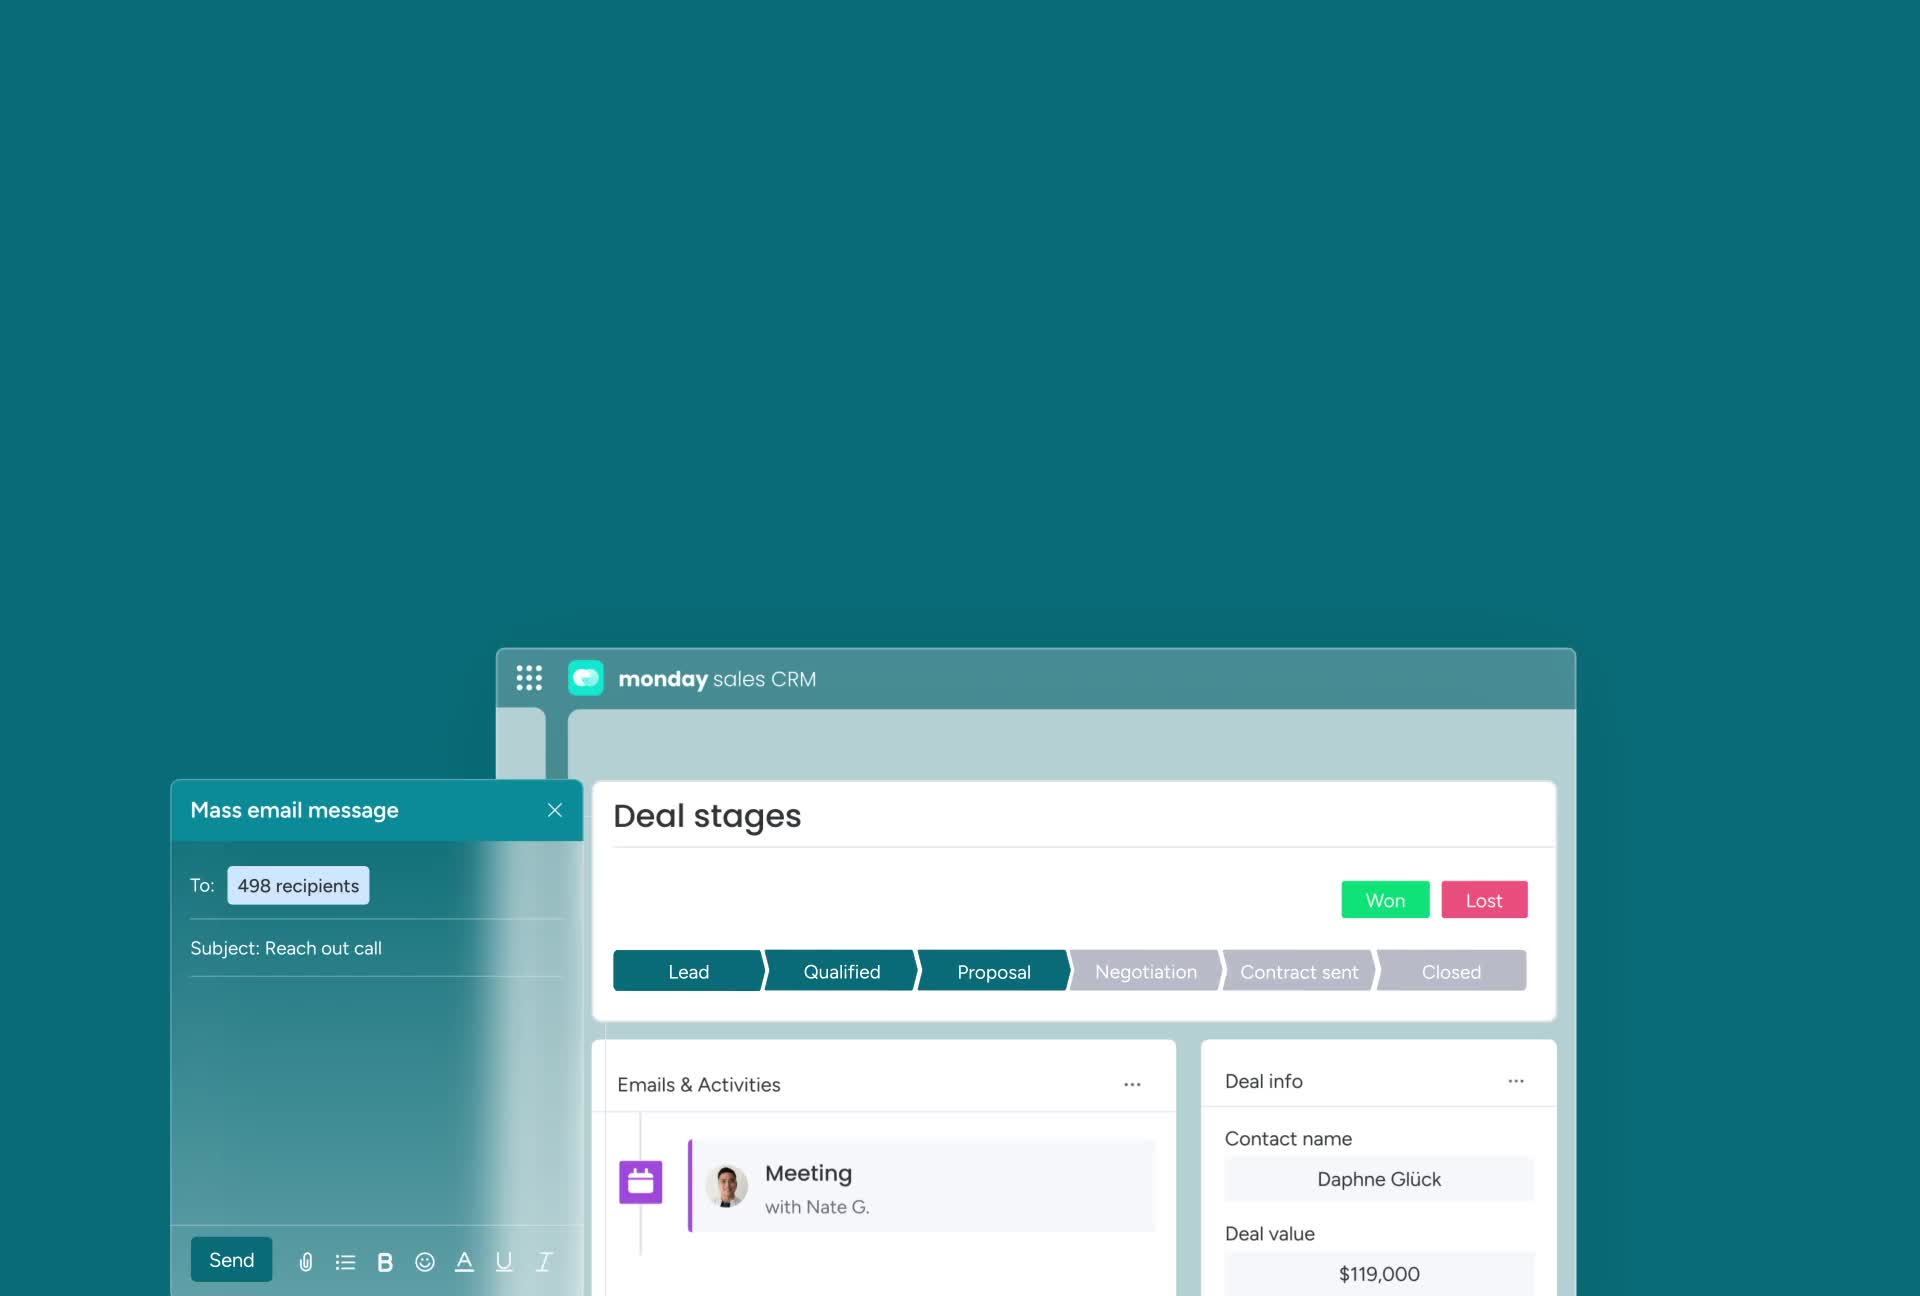 monday sales CRM
Mass email message
To: 498 recipients
Subject: Reach out call
Send
B A U I
Deal stages
Won Lost
Lead Qualified Proposal Negotiation Contract sent Closed
Emails & Activities
Meeting
with Nate G.
Deal info
Contact name
Daphne Glück
Deal value
$119,000